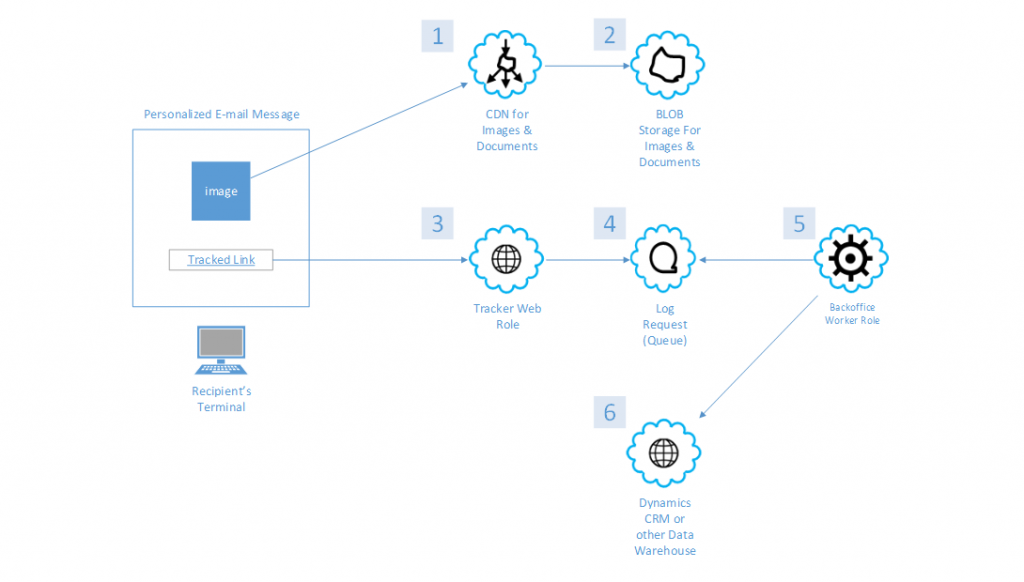 1
2
CDN for
Images &
Documents
BLOB
Storage For
Images &
Documents
Personalized E-mail Message
image
Tracked Link
3
4
5
Tracker Web
Role
Log
Request
(Queue)
Backoffice
Worker Role
Recipient's
Terminal
6
Dynamics
CRM or
other Data
Warehouse